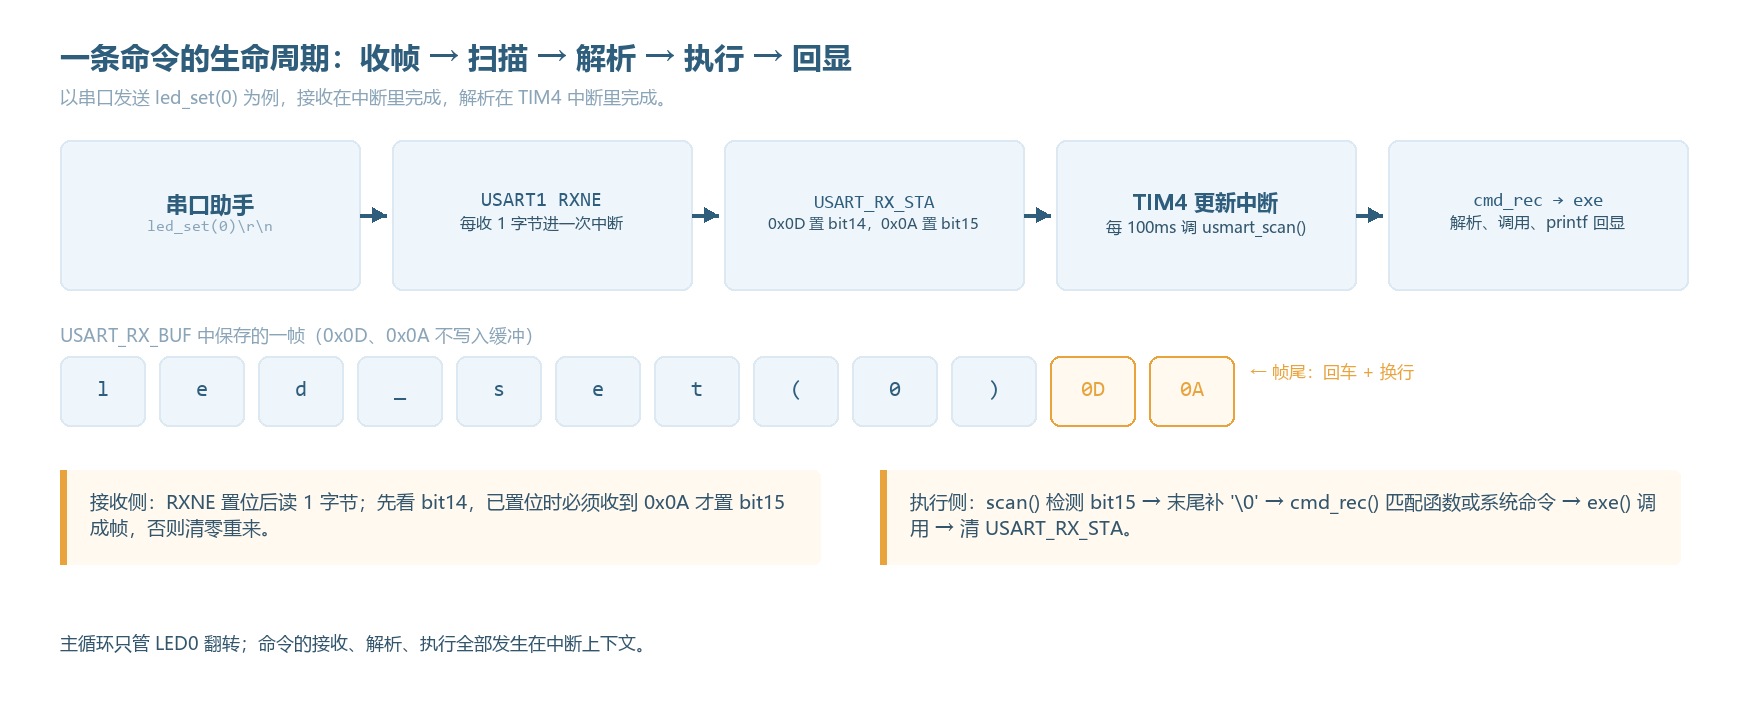 一条命令的生命周期：收帧 → 扫描 → 解析 → 执行 → 回显
以串口发送 led_set(0) 为例，接收在中断里完成，解析在 TIM4 中断里完成。
串口助手
led_set(0)\r\n
USART1 RXNE
每收 1 字节进一次中断
USART_RX_STA
0x0D 置 bit14，0x0A 置 bit15
TIM4 更新中断
每 100ms 调 usmart_scan()
cmd_rec → exe
解析、调用、printf 回显
USART_RX_BUF 中保存的一帧（0x0D、0x0A 不写入缓冲）
l e d _ s e t ( 0 ) 0D 0A ← 帧尾：回车 + 换行
接收侧：RXNE 置位后读 1 字节；先看 bit14，已置位时必须收到 0x0A 才置 bit15
成帧，否则清零重来。
执行侧：scan() 检测 bit15 → 末尾补 '\0' → cmd_rec() 匹配函数或系统命令 → exe() 调
用 → 清 USART_RX_STA。
主循环只管 LED0 翻转；命令的接收、解析、执行全部发生在中断上下文。